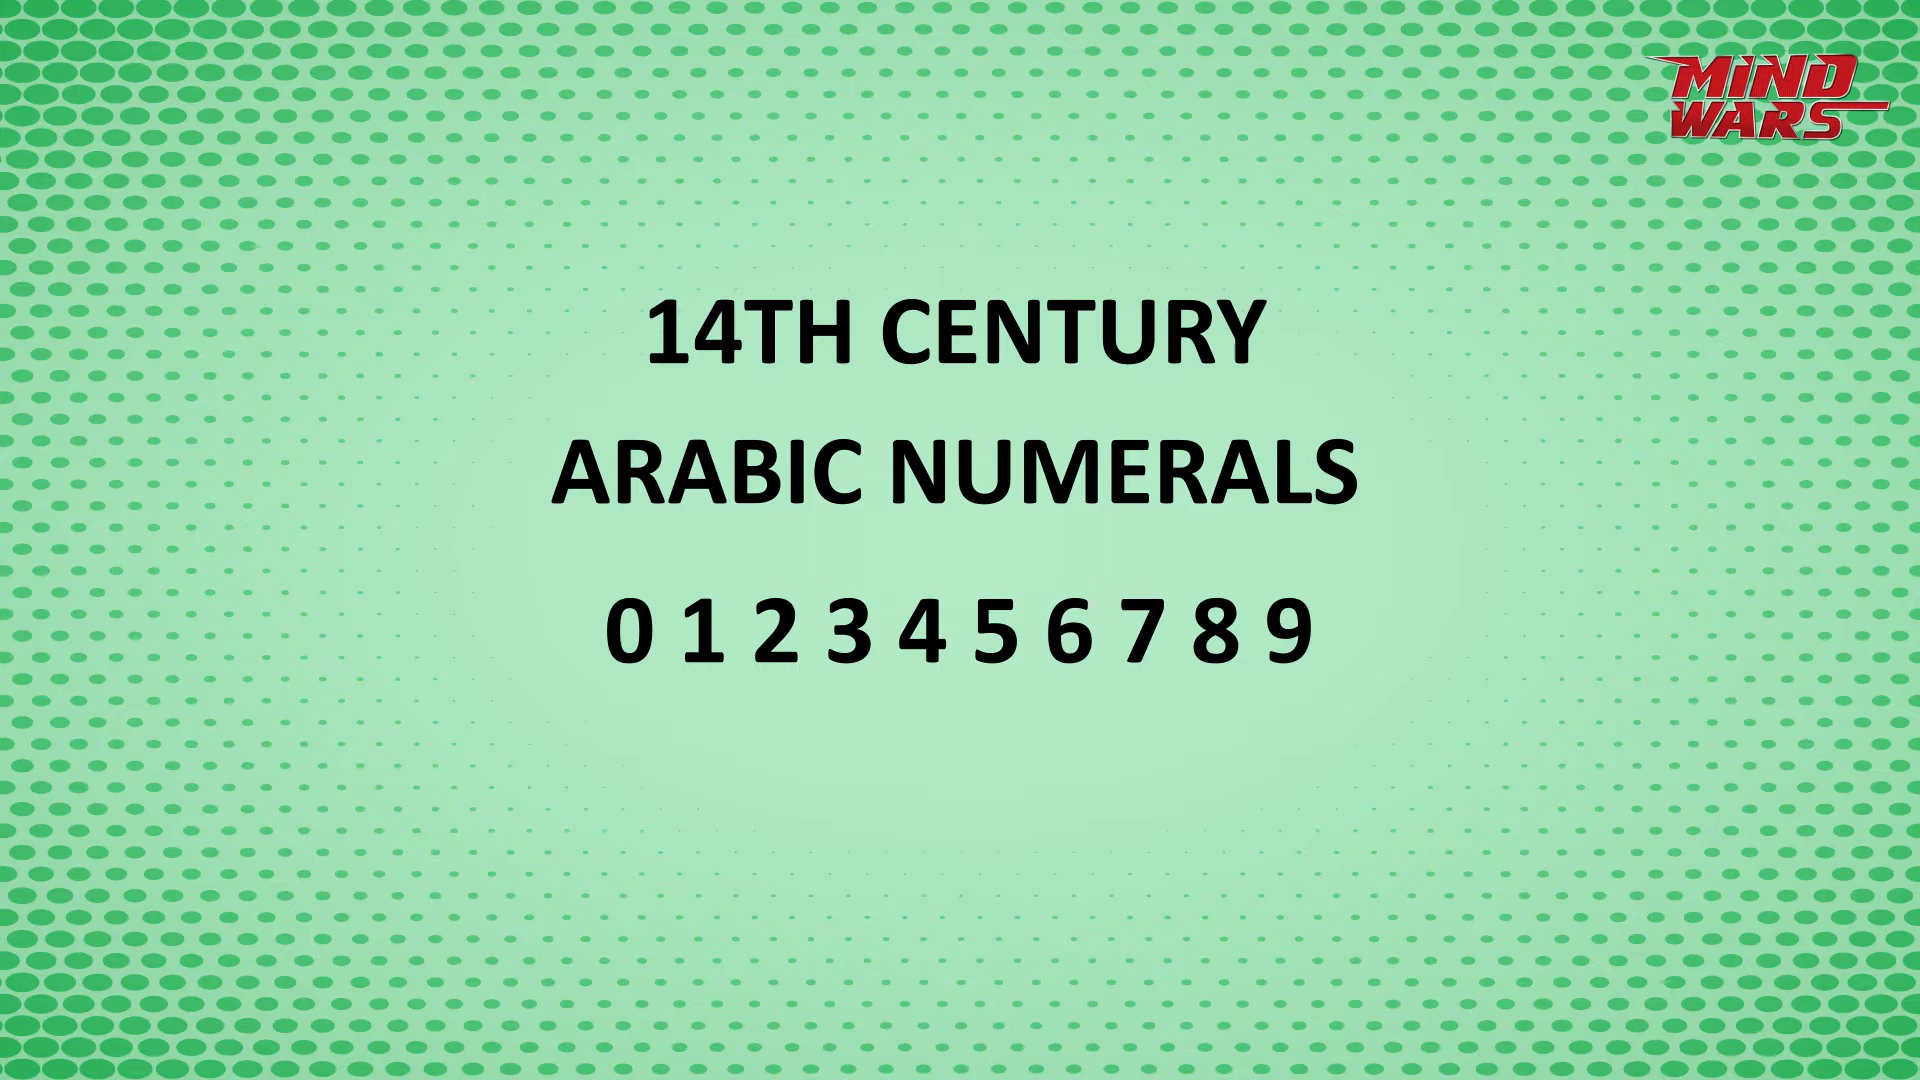 MIND
WARS
14TH CENTURY
ARABIC NUMERALS
0 1 2 3 4 5 6 7 8 9